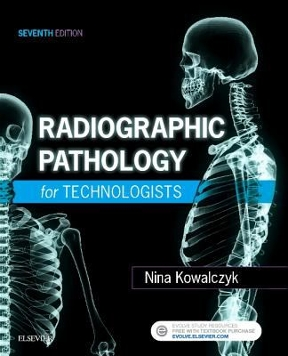 SEVENTH EDITION
RADIOGRAPHIC
PATHOLOGY
for TECHNOLOGISTS
Nina Kowalczyk
ELSEVIER
EVOLVE STUDY RESOURCES
FREE WITH TEXTBOOK PURCHASE
EVOLVE.ELSEVIER.COM